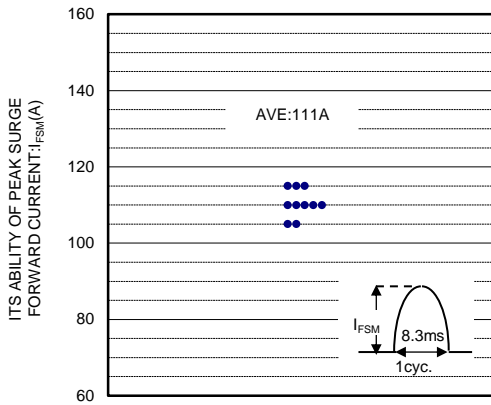 ITS ABILITY OF PEAK SURGE
FORWARD CURRENT:IFSM(A)
160
140
120
100
80
60
AVE:111A
IFSM
8.3ms
1cyc.